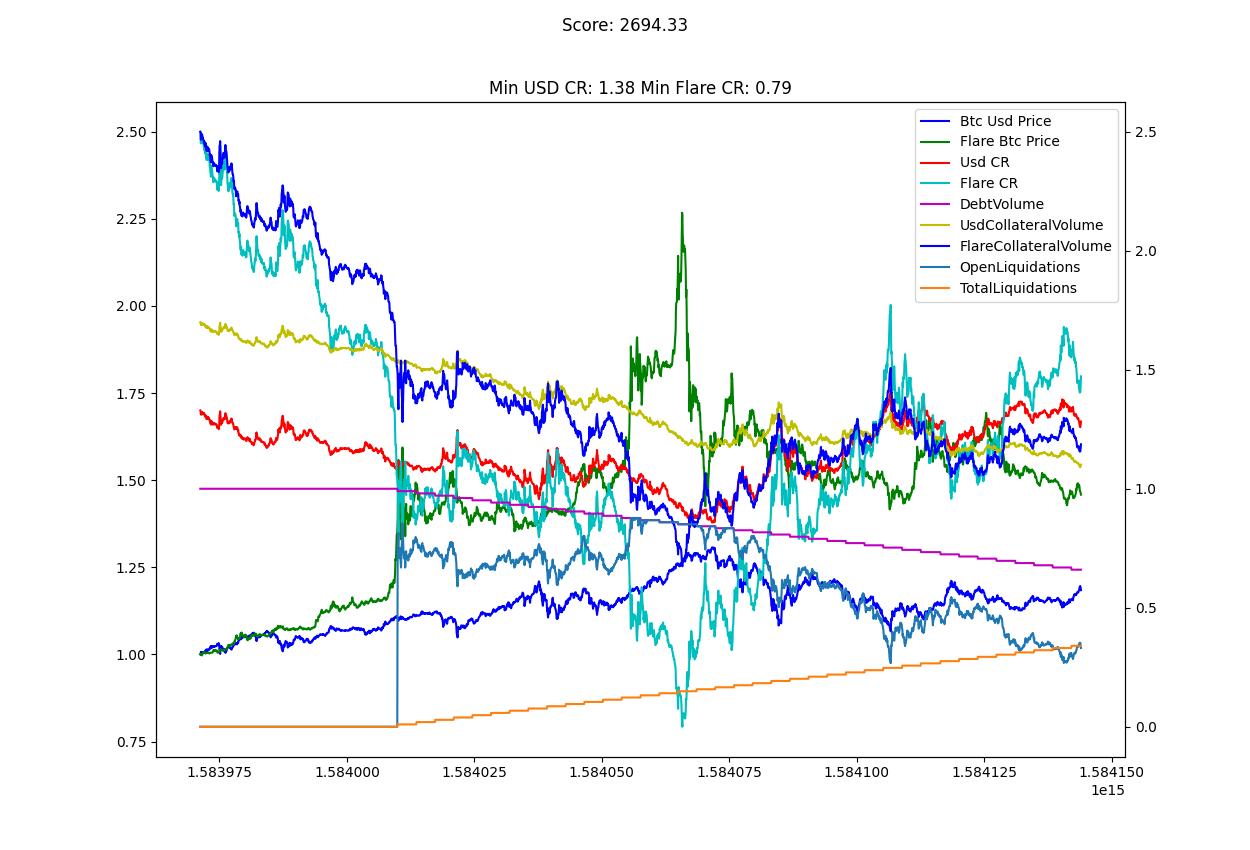 Score: 2694.33
Min USD CR: 1.38 Min Flare CR: 0.79
Btc Usd Price
Flare Btc Price
Usd CR
Flare CR
DebtVolume
UsdCollateralVolume
FlareCollateralVolume
OpenLiquidations
TotalLiquidations
2.50
2.25
2.00
1.75
1.50
1.25
1.00
0.75
2.5
2.0
1.5
1.0
0.5
0.0
1.583975 1.584000 1.584025 1.584050 1.584075 1.584100 1.584125 1.584150
1e15